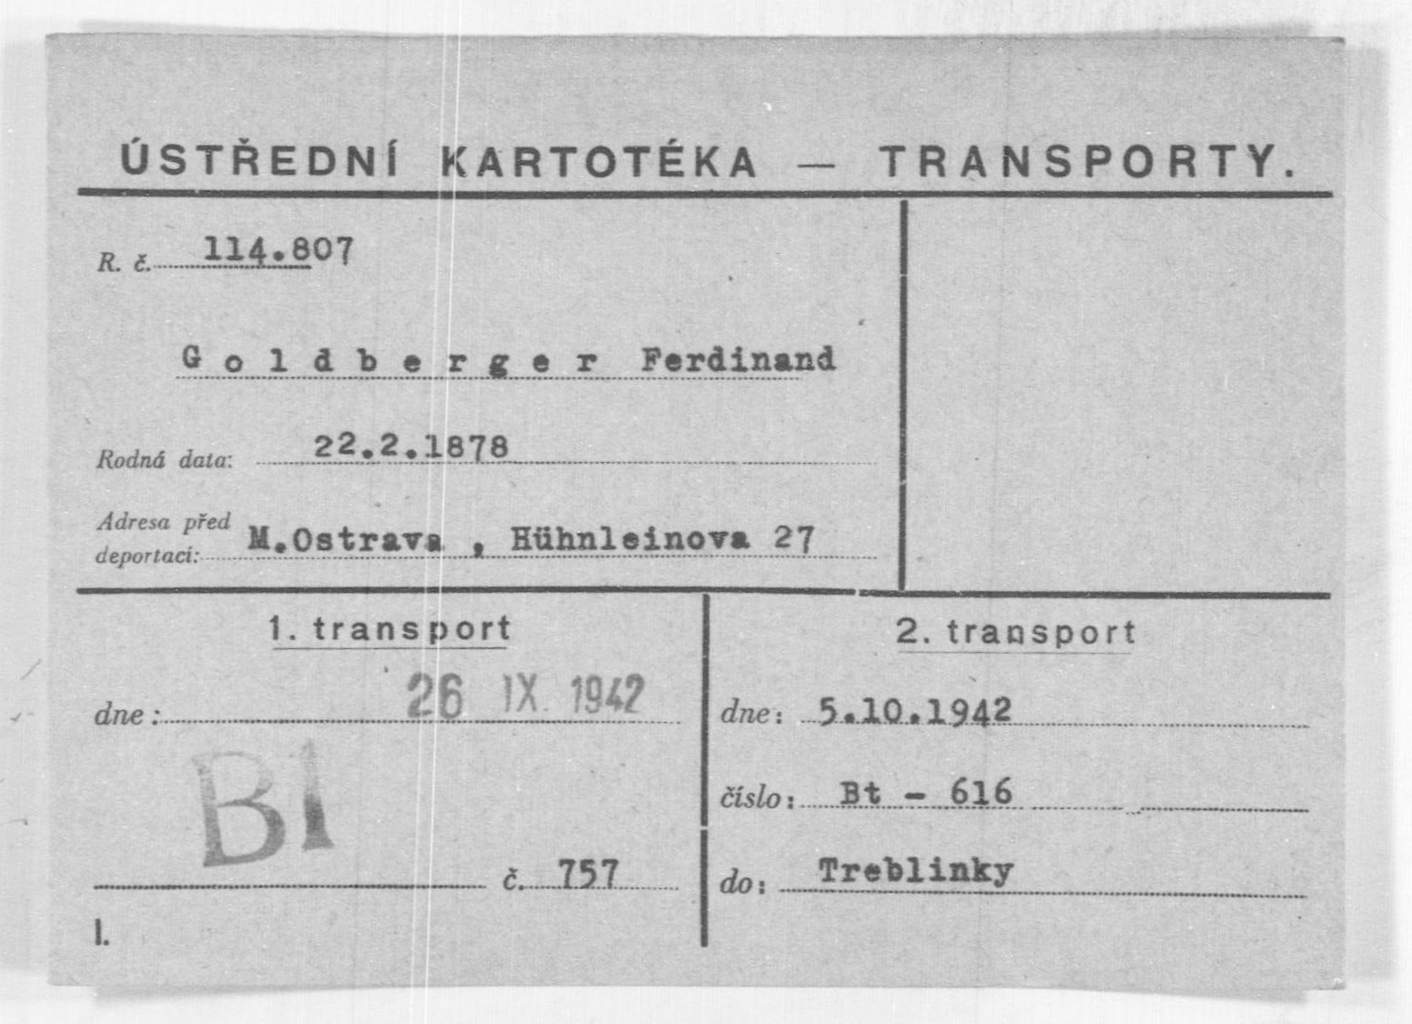 ÚSTŘEDNÍ KARTOTÉKA — TRANSPORTY.
R. č. 114.807
G o l d b e r g e r Ferdinand
Rodná data: 22.2.1878
Adresa před
deportací: M.Ostrava , Hühnleinova 27
1. transport
dne: 26 IX. 1942
Bl
č. 757
I.
2. transport
dne: 5.10.1942
číslo: Bt - 616
do: Treblinky